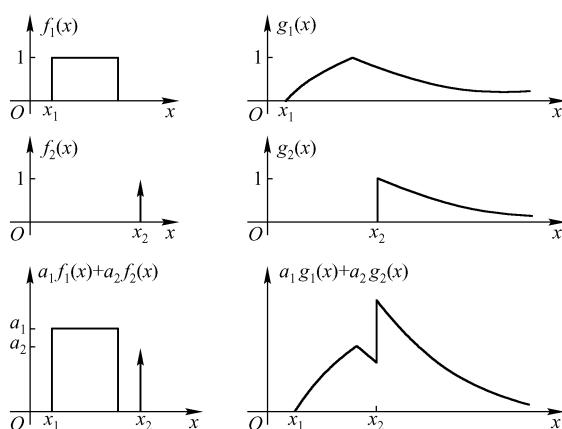 f₁(x)
1
O
x₁
x
g₁(x)
1
x₁
x
f₂(x)
1
O
x₂
x
g₂(x)
1
O
x₂
x
a₁f₁(x)+a₂f₂(x)
a₁
a₂
O
x₁
x₂
x
a₁g₁(x)+a₂g₂(x)
O
x₁
x₂
x